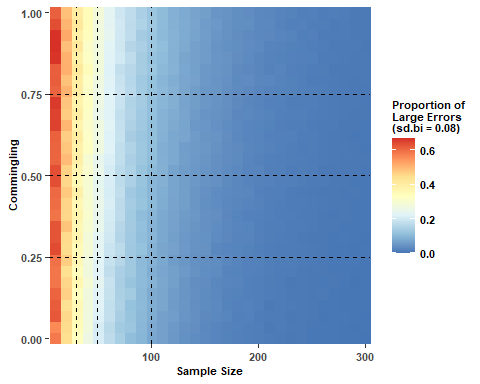 1.00
0.75
0.50
0.25
0.00
Commingling
100
200
300
Sample Size
Proportion of
Large Errors
(sd.bi = 0.08)
0.6
0.4
0.2
0.0